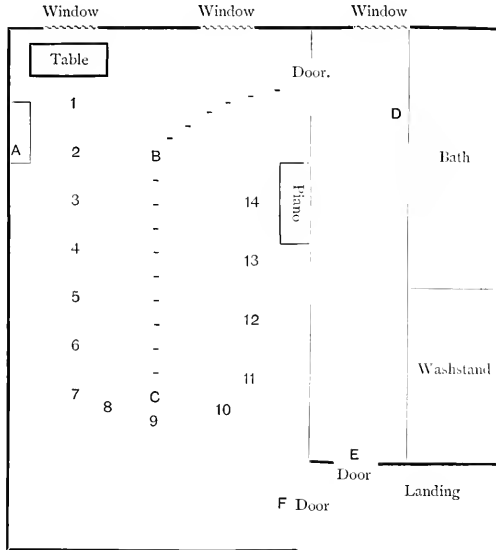 Window Window Window
Table
Door.
1
D
A
2
B
Bath
3
14
Piano
4
13
5
12
6
Washstand
11
7
C
8
10
9
E
Door
Landing
F Door